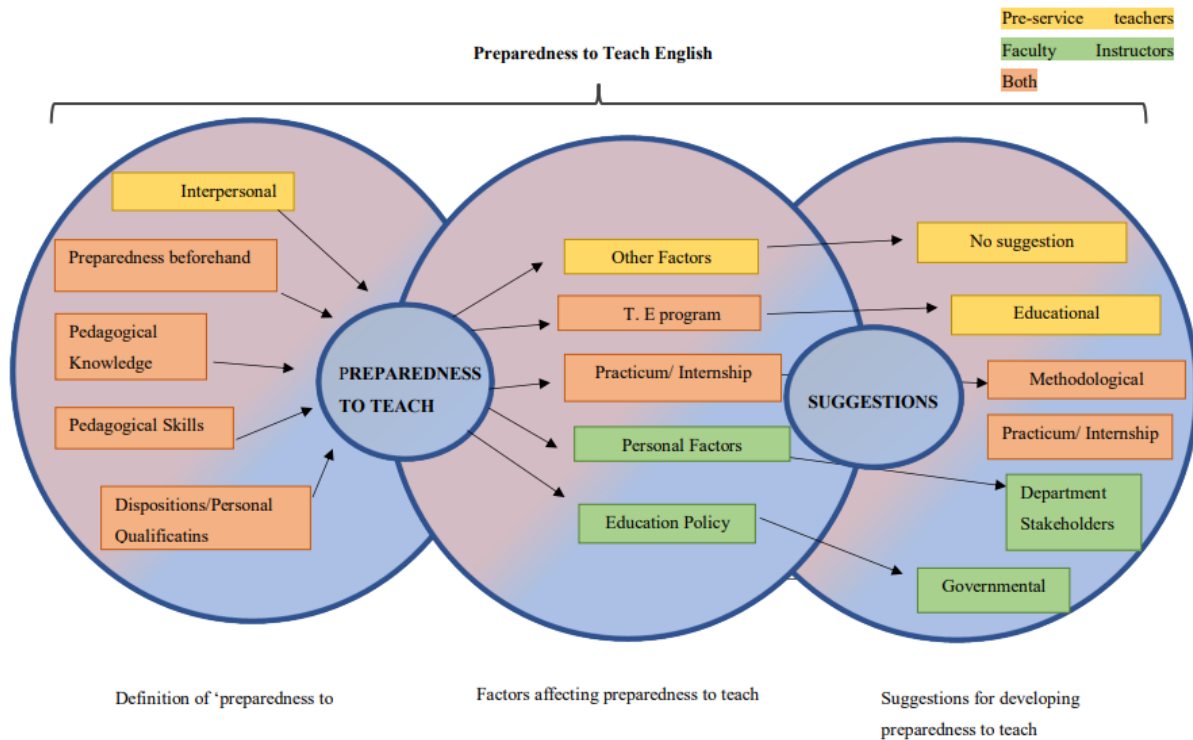 Pre-service teachers
Faculty Instructors
Both
Preparedness to Teach English
Interpersonal
Preparedness beforehand
Pedagogical
Knowledge
Pedagogical Skills
Dispositions/Personal
Qualificatins
PREPAREDNESS
TO TEACH
Other Factors
T. E program
Practicum/ Internship
Personal Factors
Education Policy
SUGGESTIONS
No suggestion
Educational
Methodological
Practicum/ Internship
Department
Stakeholders
Governmental
Definition of ‘preparedness to
Factors affecting preparedness to teach
Suggestions for developing
preparedness to teach